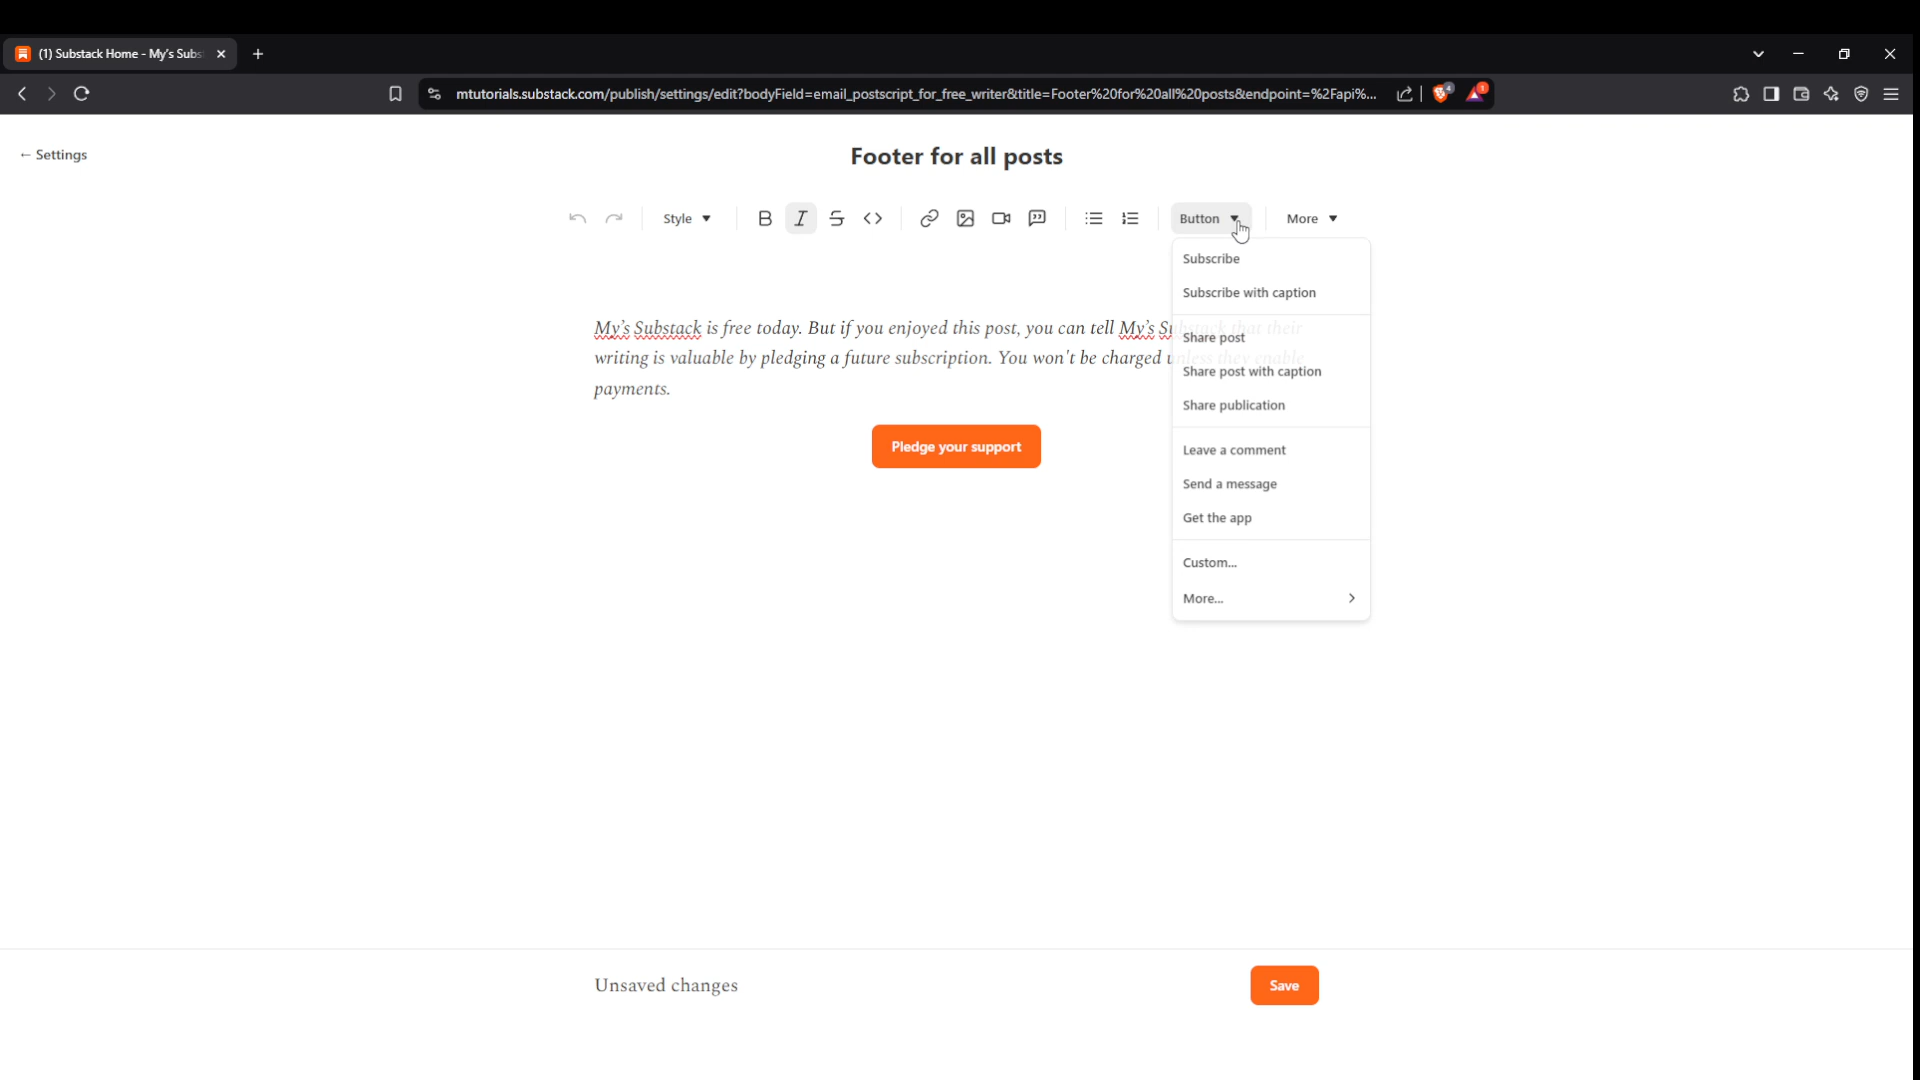 (1) Substack Home - My's Subs
mtutorials.substack.com/publish/settings/edit?bodyField=email_postscript_for_free_writer&title=Footer%20for%20all%20posts&endpoint=%2Fapi%...
← Settings
Footer for all posts
Style
Button
More
My's Substack is free today. But if you enjoyed this post, you can tell My's Substack that their
writing is valuable by pledging a future subscription. You won't be charged unless they enable
payments.
Pledge your support
Subscribe
Subscribe with caption
Share post
Share post with caption
Share publication
Leave a comment
Send a message
Get the app
Custom...
More...
Unsaved changes
Save